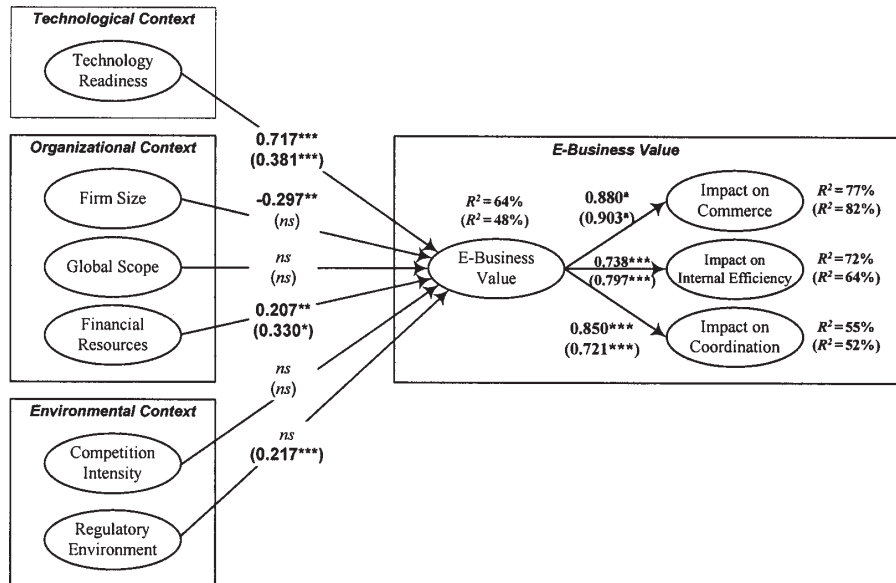 Technological Context
Technology
Readiness
0.717***
(0.381***)
Organizational Context
Firm Size
-0.297**
(ns)
Global Scope
ns
(ns)
Financial
Resources
0.207**
(0.330*)
Environmental Context
Competition
Intensity
ns
(ns)
Regulatory
Environment
ns
(0.217***)
E-Business Value
R² = 64%
(R² = 48%)
E-Business
Value
0.880ª
(0.903ª)
Impact on
Commerce
R² = 77%
(R² = 82%)
0.738***
(0.797***)
Impact on
Internal Efficiency
R² = 72%
(R² = 64%)
0.850***
(0.721***)
Impact on
Coordination
R² = 55%
(R² = 52%)